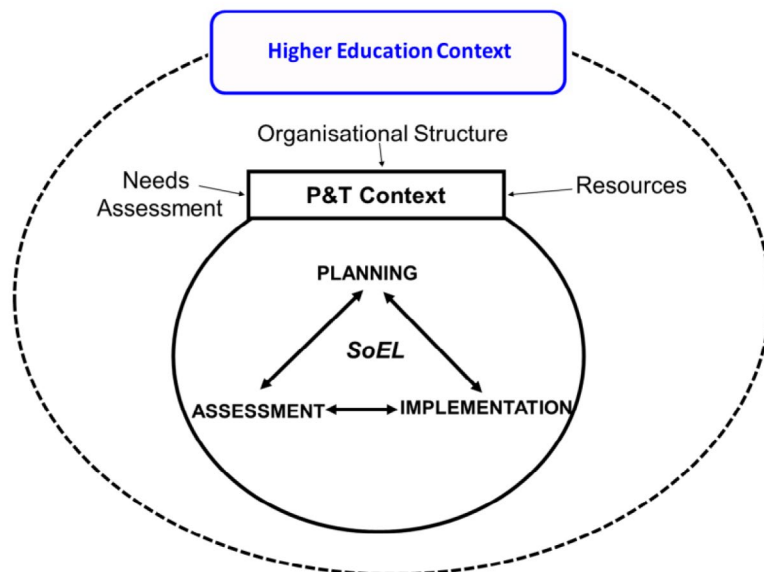 Higher Education Context
Organisational Structure
Needs
Assessment
P&T Context
Resources
PLANNING
SoEL
ASSESSMENT
IMPLEMENTATION